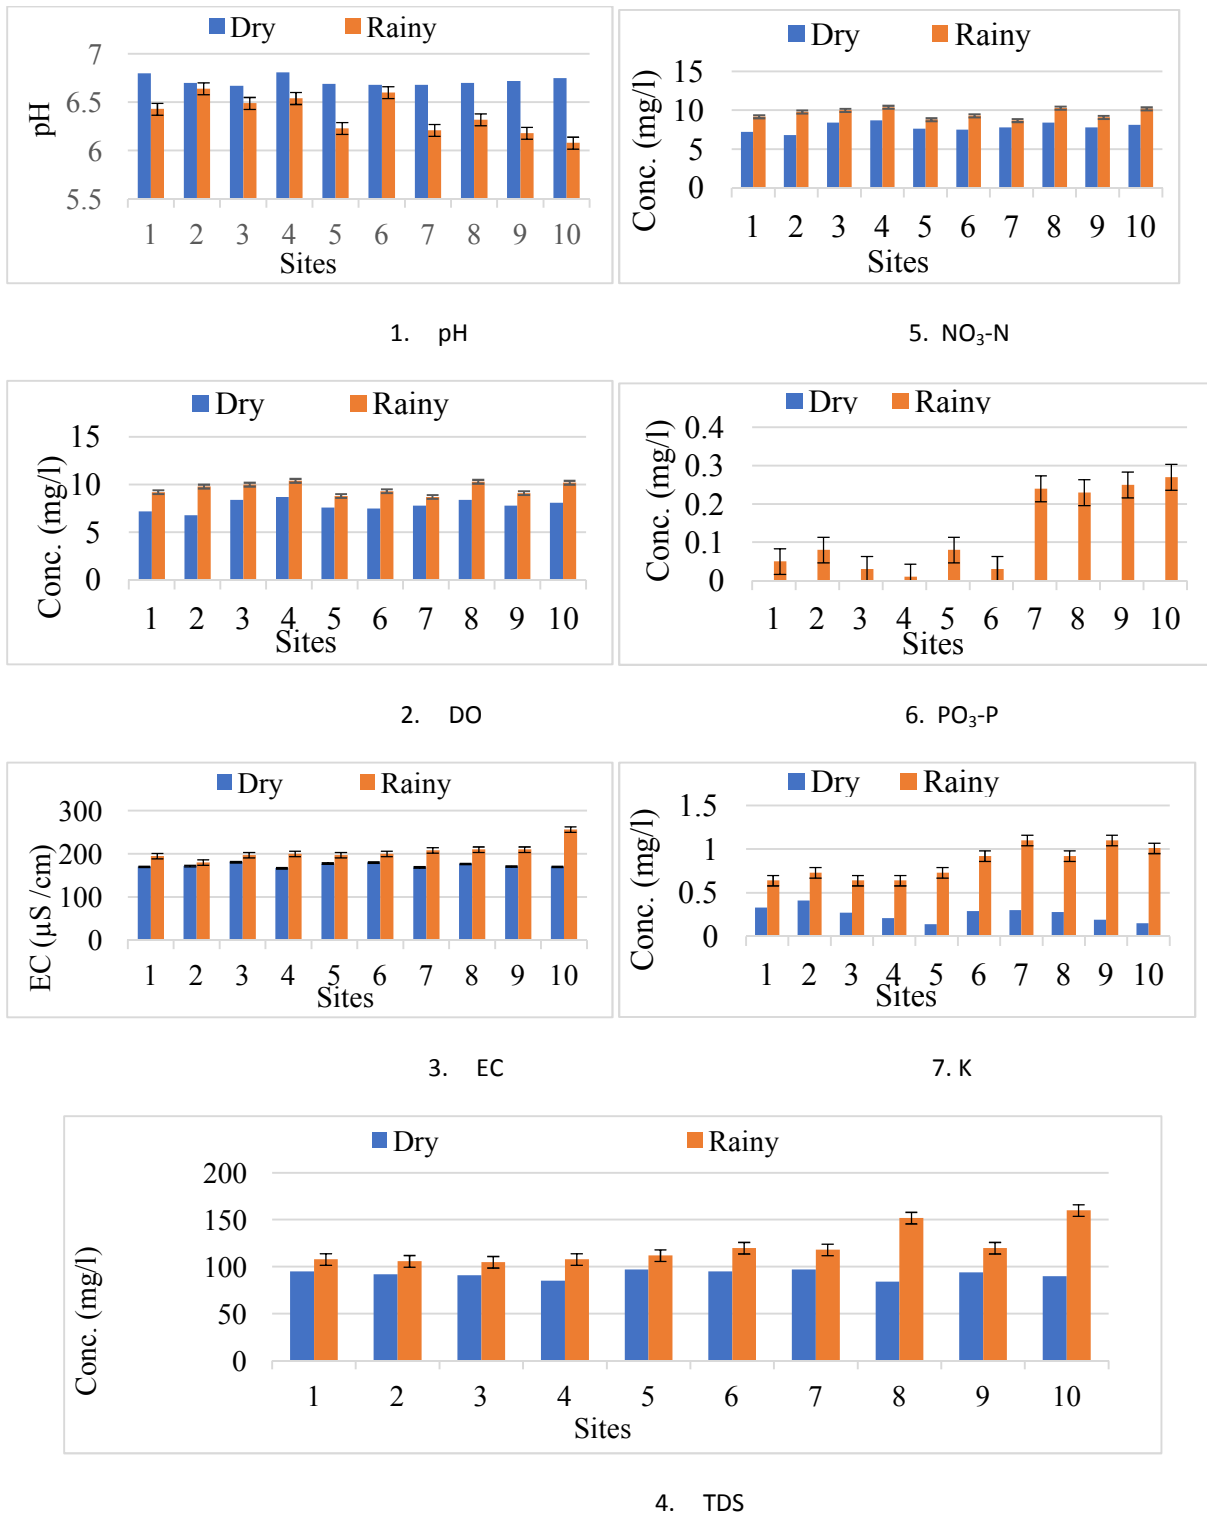 Dry Rainy
7
6.5
6
5.5
pH
1 2 3 4 5 6 7 8 9 10
Sites
1. pH
Dry Rainy
15
10
5
0
Conc. (mg/l)
1 2 3 4 5 6 7 8 9 10
Sites
5. NO₃-N
Dry Rainy
15
10
5
0
Conc. (mg/l)
1 2 3 4 5 6 7 8 9 10
Sites
2. DO
Dry Rainy
0.4
0.3
0.2
0.1
0
Conc. (mg/l)
1 2 3 4 5 6 7 8 9 10
Sites
6. PO₃-P
Dry Rainy
300
200
100
0
EC (µS /cm)
1 2 3 4 5 6 7 8 9 10
Sites
3. EC
Dry Rainy
1.5
1
0.5
0
Conc. (mg/l)
1 2 3 4 5 6 7 8 9 10
Sites
7. K
Dry Rainy
200
150
100
50
0
Conc. (mg/l)
1 2 3 4 5 6 7 8 9 10
Sites
4. TDS